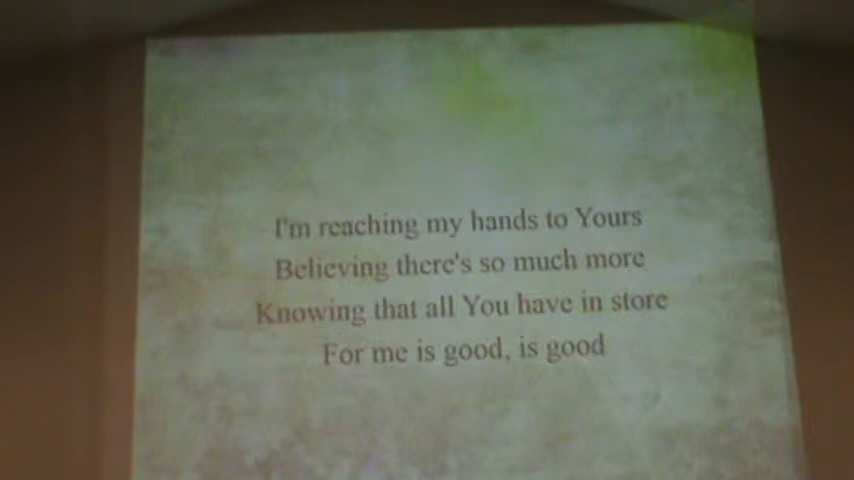 I'm reaching my hands to Yours
Believing there's so much more
Knowing that all You have in store
For me is good, is good